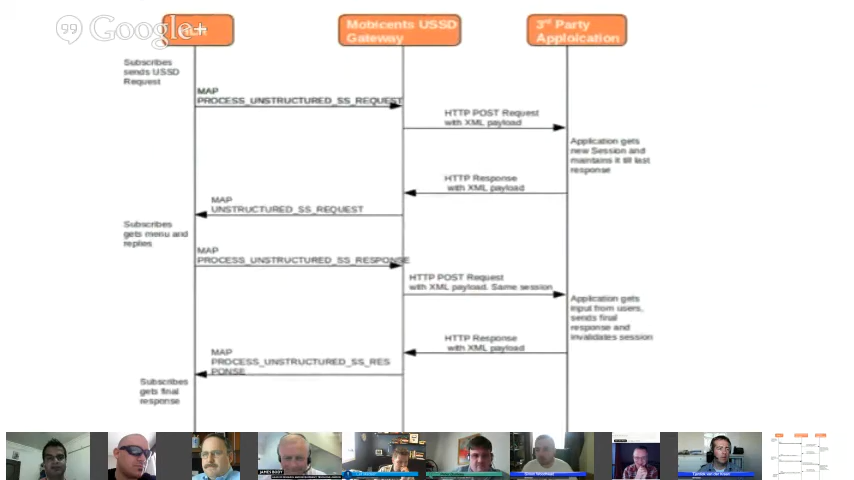 Google+
Mobicents USSD
Gateway
3rd Party
Apploication
Subscribes
sends USSD
Request
MAP
PROCESS_UNSTRUCTURED_SS_REQUEST
HTTP POST Request
with XML payload
Application gets
new Session and
maintains it till last
response
HTTP Response
with XML payload
MAP
UNSTRUCTURED_SS_REQUEST
Subscribes
gets menu and
replies
MAP
PROCESS_UNSTRUCTURED_SS_RESPONSE
HTTP POST Request
with XML payload. Same session
Application gets
input from users,
sends final
response and
invalidates session
HTTP Response
with XML payload
MAP
PROCESS_UNSTRUCTURED_SS_RES
PONSE
Subscribes
gets final
response
JAMES BODY